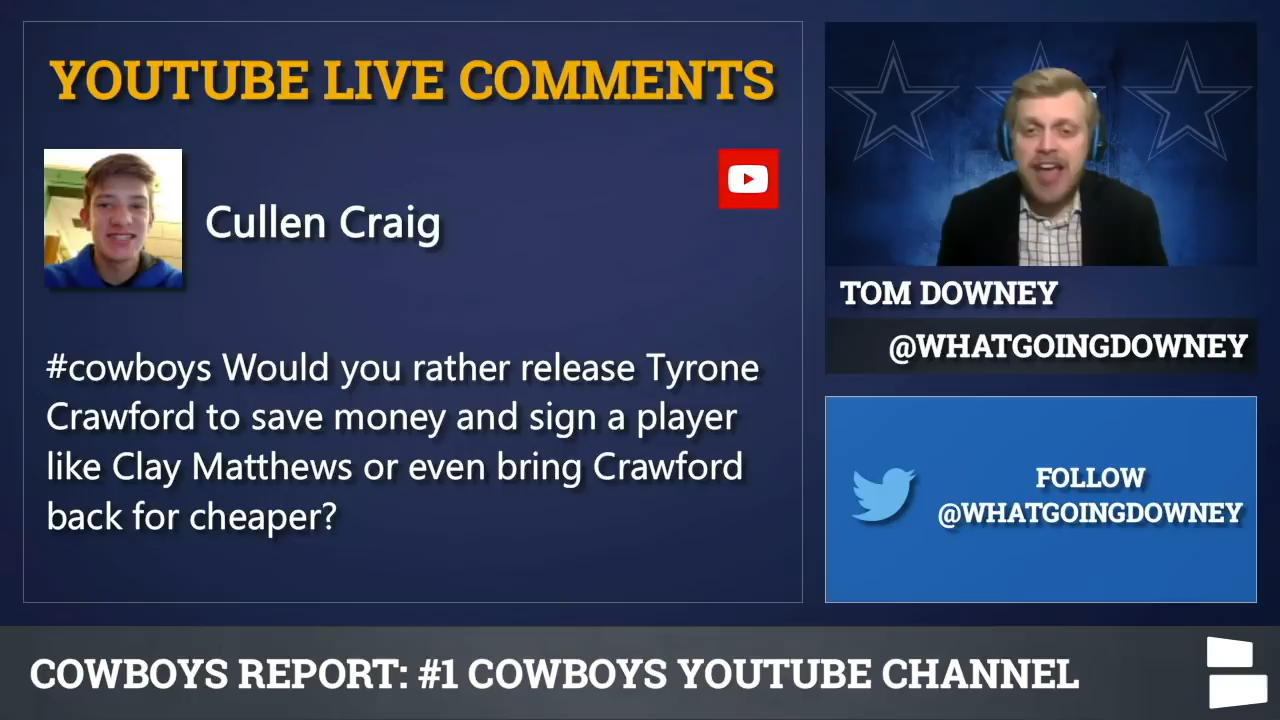 YOUTUBE LIVE COMMENTS
Cullen Craig
#cowboys Would you rather release Tyrone
Crawford to save money and sign a player
like Clay Matthews or even bring Crawford
back for cheaper?
TOM DOWNEY
@WHATGOINGDOWNEY
FOLLOW
@WHATGOINGDOWNEY
COWBOYS REPORT: #1 COWBOYS YOUTUBE CHANNEL